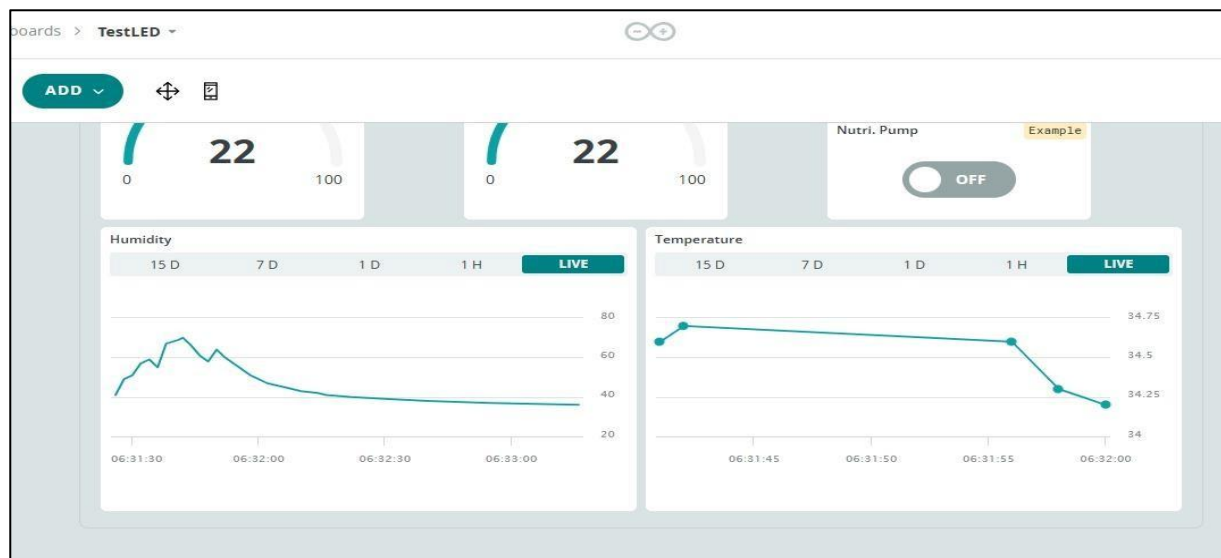 boards > TestLED
ADD
22
0 100
22
0 100
Nutri. Pump Example
OFF
Humidity
15 D 7 D 1 D 1 H LIVE
80
60
40
20
06:31:30 06:32:00 06:32:30 06:33:00
Temperature
15 D 7 D 1 D 1 H LIVE
34.75
34.5
34.25
34
06:31:45 06:31:50 06:31:55 06:32:00